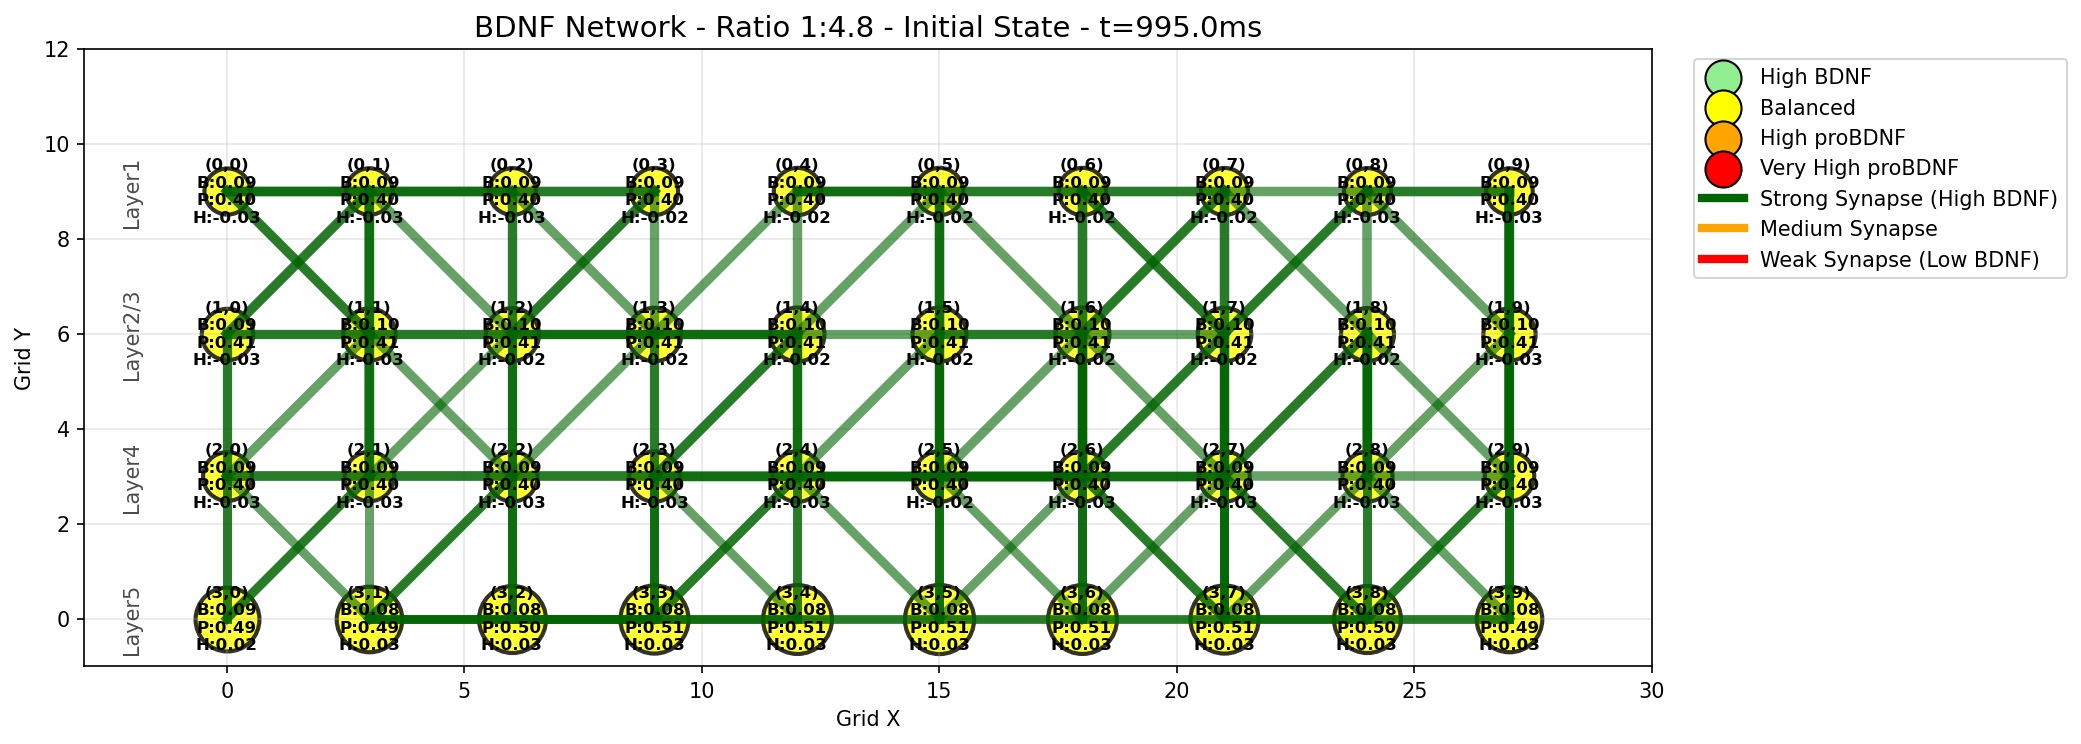 BDNF Network - Ratio 1:4.8 - Initial State - t=995.0ms
12
10
8
6
4
2
0
Grid Y
Layer1
Layer2/3
Layer4
Layer5
(0,0) (0,1) (0,2) (0,3) (0,4) (0,5) (0,6) (0,7) (0,8) (0,9)
B:0.09 B:0.09 B:0.09 B:0.09 B:0.09 B:0.09 B:0.09 B:0.09 B:0.09 B:0.09
P:0.40 P:0.40 P:0.40 P:0.40 P:0.40 P:0.40 P:0.40 P:0.40 P:0.40 P:0.40
H:-0.03 H:-0.03 H:-0.03 H:-0.02 H:-0.02 H:-0.02 H:-0.02 H:-0.02 H:-0.03 H:-0.03
(1,0) (1,1) (1,2) (1,3) (1,4) (1,5) (1,6) (1,7) (1,8) (1,9)
B:0.09 B:0.10 B:0.10 B:0.10 B:0.10 B:0.10 B:0.10 B:0.10 B:0.10 B:0.10
P:0.41 P:0.41 P:0.41 P:0.41 P:0.41 P:0.41 P:0.41 P:0.41 P:0.41 P:0.41
H:-0.03 H:-0.03 H:-0.02 H:-0.02 H:-0.02 H:-0.02 H:-0.02 H:-0.02 H:-0.02 H:-0.03
(2,0) (2,1) (2,2) (2,3) (2,4) (2,5) (2,6) (2,7) (2,8) (2,9)
B:0.09 B:0.09 B:0.09 B:0.09 B:0.09 B:0.09 B:0.09 B:0.09 B:0.09 B:0.09
P:0.40 P:0.40 P:0.40 P:0.40 P:0.40 P:0.40 P:0.40 P:0.40 P:0.40 P:0.40
H:-0.03 H:-0.03 H:-0.03 H:-0.03 H:-0.03 H:-0.02 H:-0.03 H:-0.03 H:-0.03 H:-0.03
(3,0) (3,1) (3,2) (3,3) (3,4) (3,5) (3,6) (3,7) (3,8) (3,9)
B:0.09 B:0.08 B:0.08 B:0.08 B:0.08 B:0.08 B:0.08 B:0.08 B:0.08 B:0.08
P:0.49 P:0.49 P:0.50 P:0.51 P:0.51 P:0.51 P:0.51 P:0.51 P:0.50 P:0.49
H:0.02 H:0.03 H:0.03 H:0.03 H:0.03 H:0.03 H:0.03 H:0.03 H:0.03 H:0.03
0 5 10 15 20 25 30
Grid X
High BDNF
Balanced
High proBDNF
Very High proBDNF
Strong Synapse (High BDNF)
Medium Synapse
Weak Synapse (Low BDNF)